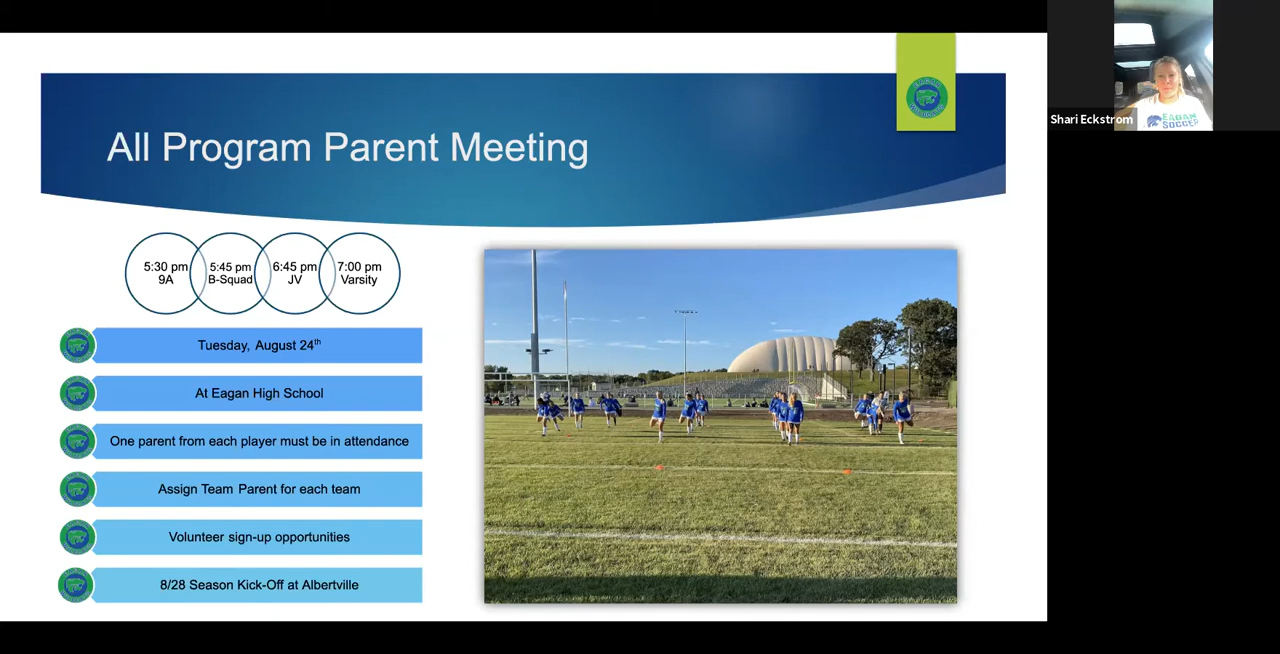 All Program Parent Meeting
Shari Eckstrom
EAGAN
SOCCER
5:30 pm
9A
5:45 pm
B-Squad
6:45 pm
JV
7:00 pm
Varsity
Tuesday, August 24th
At Eagan High School
One parent from each player must be in attendance
Assign Team Parent for each team
Volunteer sign-up opportunities
8/28 Season Kick-Off at Albertville